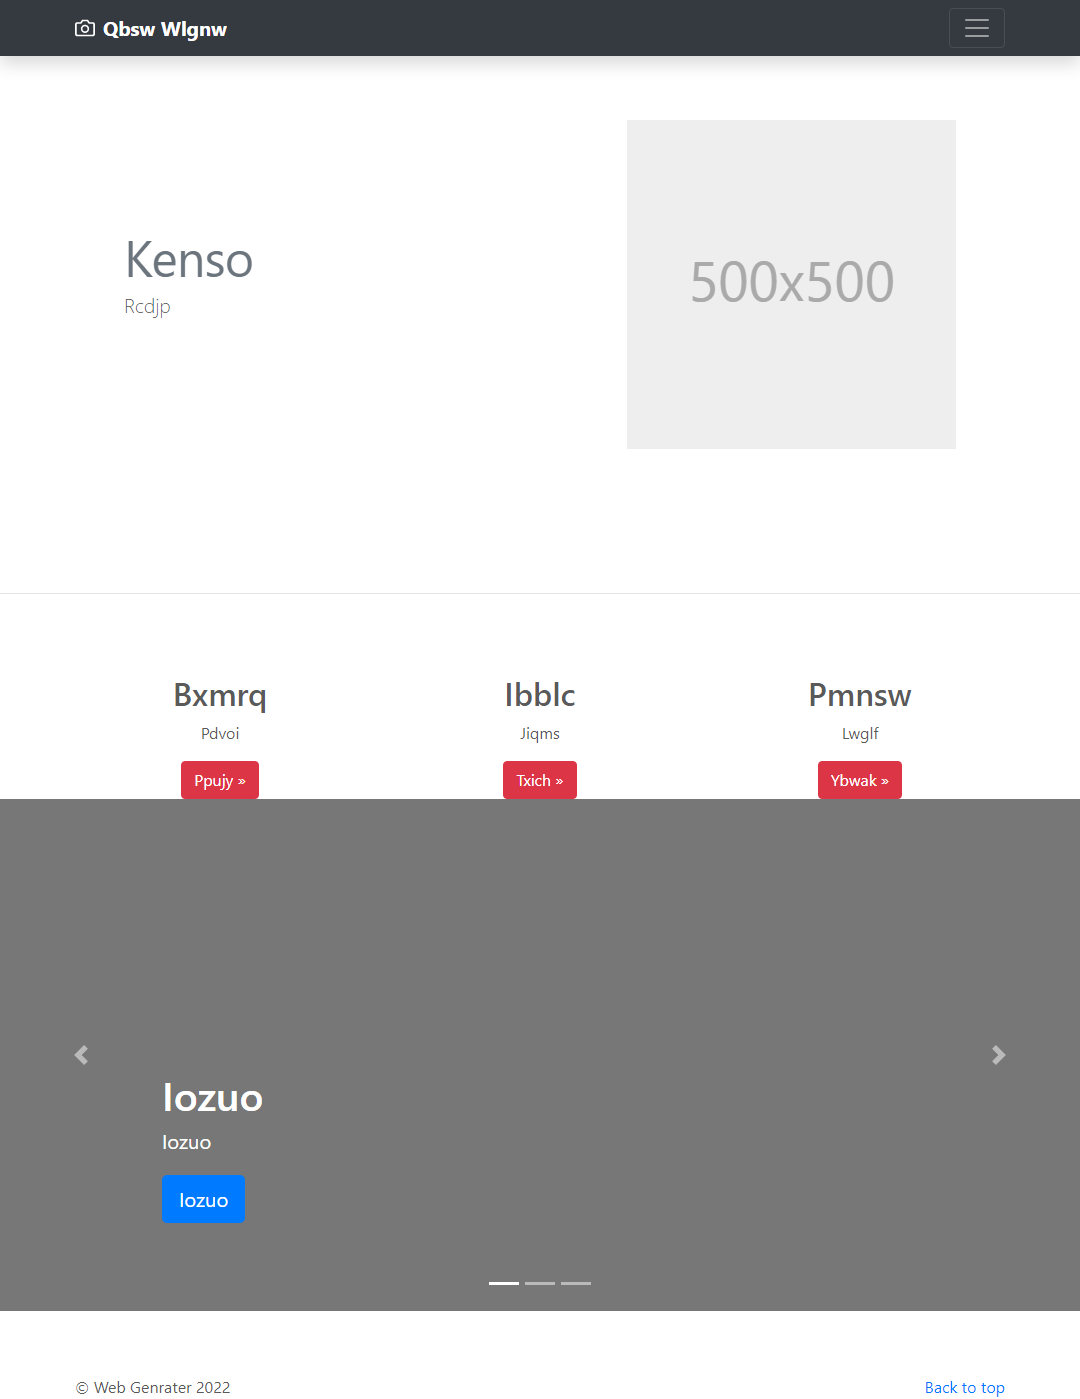 Qbsw Wlgnw
Kenso
Rcdjp
500x500
Bxmrq
Pdvoi
Ppujy »
Ibblc
Jiqms
Txich »
Pmnsw
Lwglf
Ybwak »
Iozuo
Iozuo
Iozuo
© Web Genrater 2022
Back to top